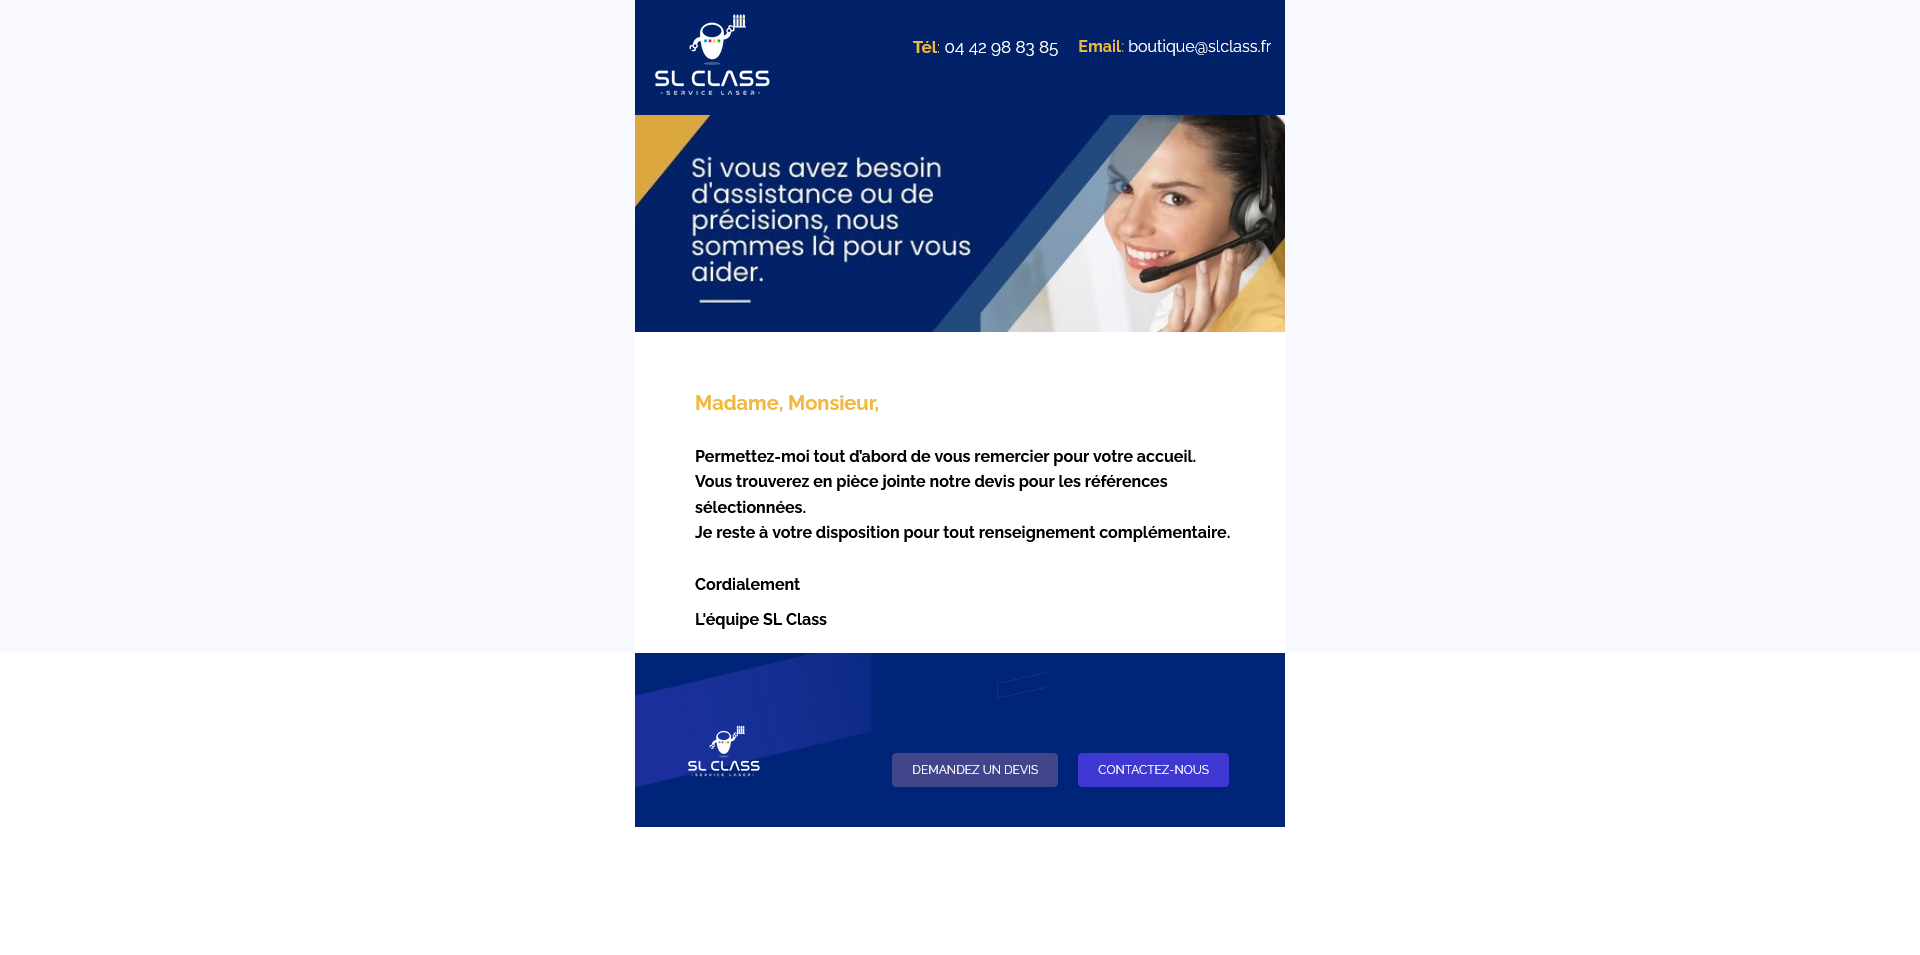 SL CLASS
- SERVICE LASER -
Tél: 04 42 98 83 85
Email: boutique@slclass.fr
Si vous avez besoin
d'assistance ou de
précisions, nous
sommes là pour vous
aider.
Madame, Monsieur,
Permettez-moi tout d’abord de vous remercier pour votre accueil.
Vous trouverez en pièce jointe notre devis pour les références
sélectionnées.
Je reste à votre disposition pour tout renseignement complémentaire.
Cordialement
L'équipe SL Class
SL CLASS
- SERVICE LASER -
DEMANDEZ UN DEVIS
CONTACTEZ-NOUS